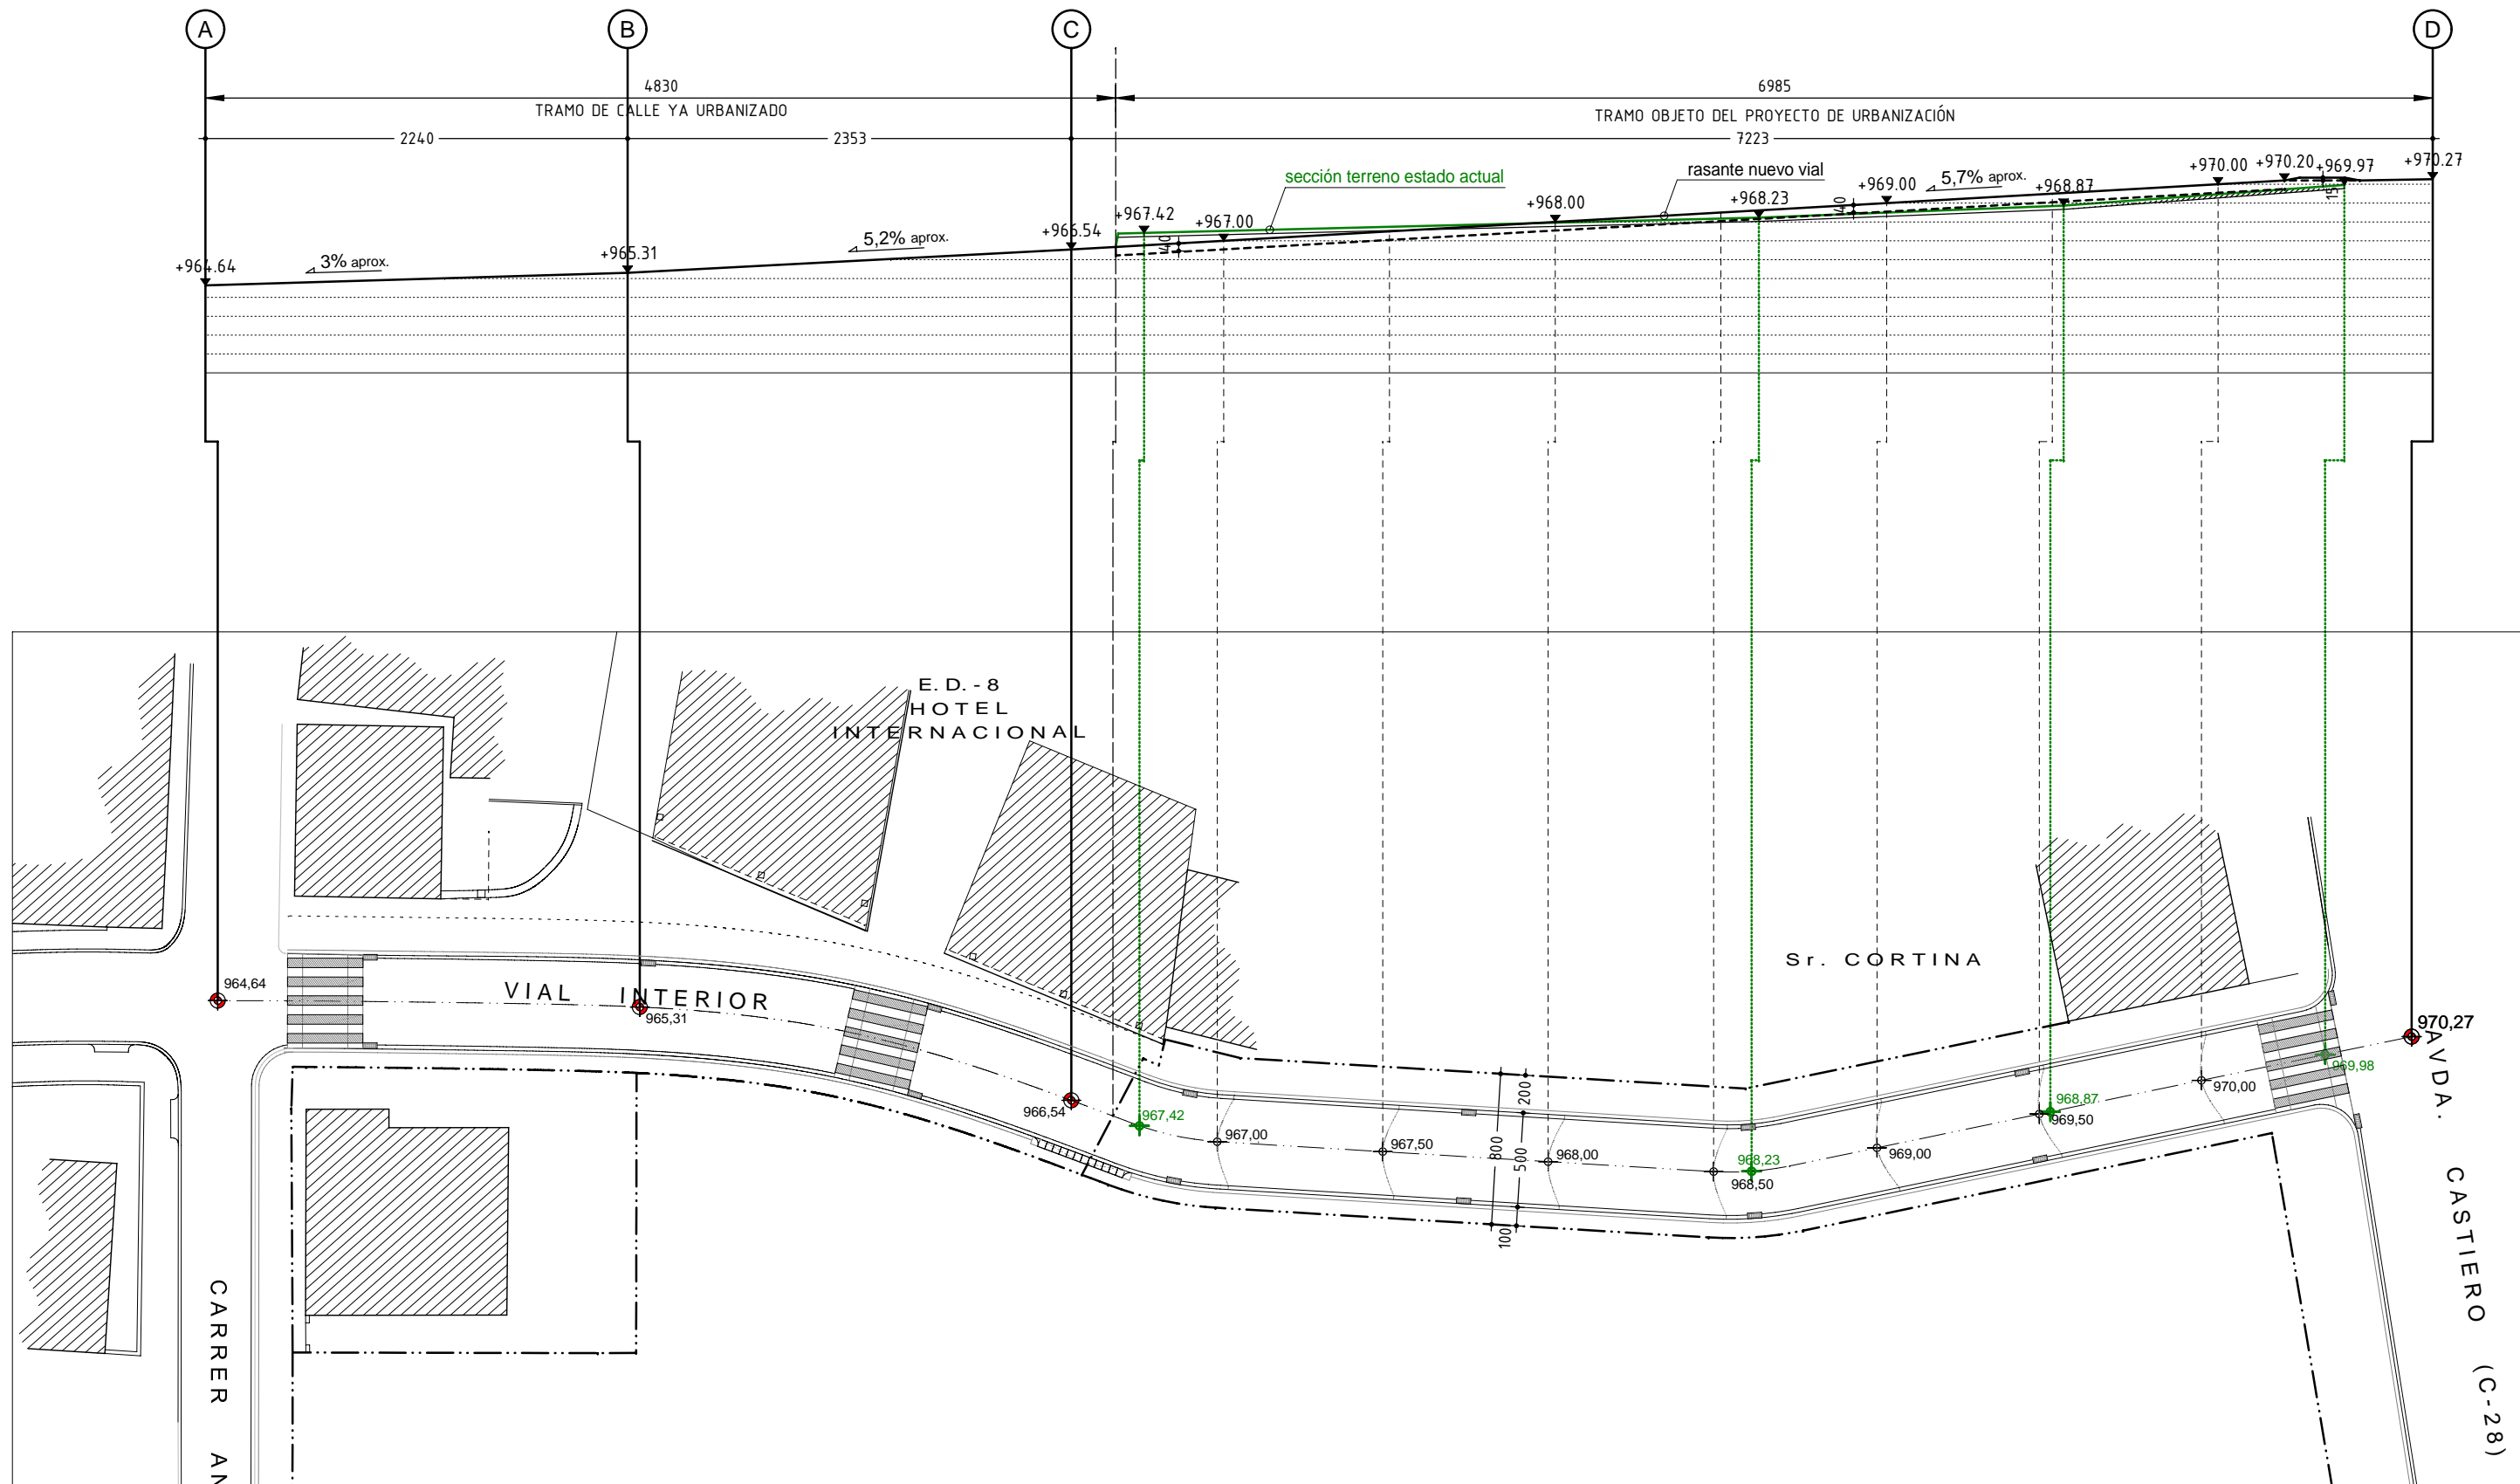 A
B
C
D
4830
6985
TRAMO DE CALLE YA URBANIZADO
TRAMO OBJETO DEL PROYECTO DE URBANIZACIÓN
2240
2353
7223
+964.64
3% aprox.
+965.31
5,2% aprox.
+966.54
+967.42
40
+967.00
sección terreno estado actual
+968.00
rasante nuevo vial
+968.23
40
+969.00
5,7% aprox.
+968.87
+970.00
+970.20
15
+969.97
+970.27
E.D.-8
HOTEL
INTERNACIONAL
Sr. CORTINA
VIAL INTERIOR
964,64
965,31
966,54
967,42
967,00
967,50
968,00
968,23
968,50
969,00
968,87
969,50
970,00
969,98
970,27
200
800
500
100
CARRER AN
AVDA. CASTIERO (C-28)